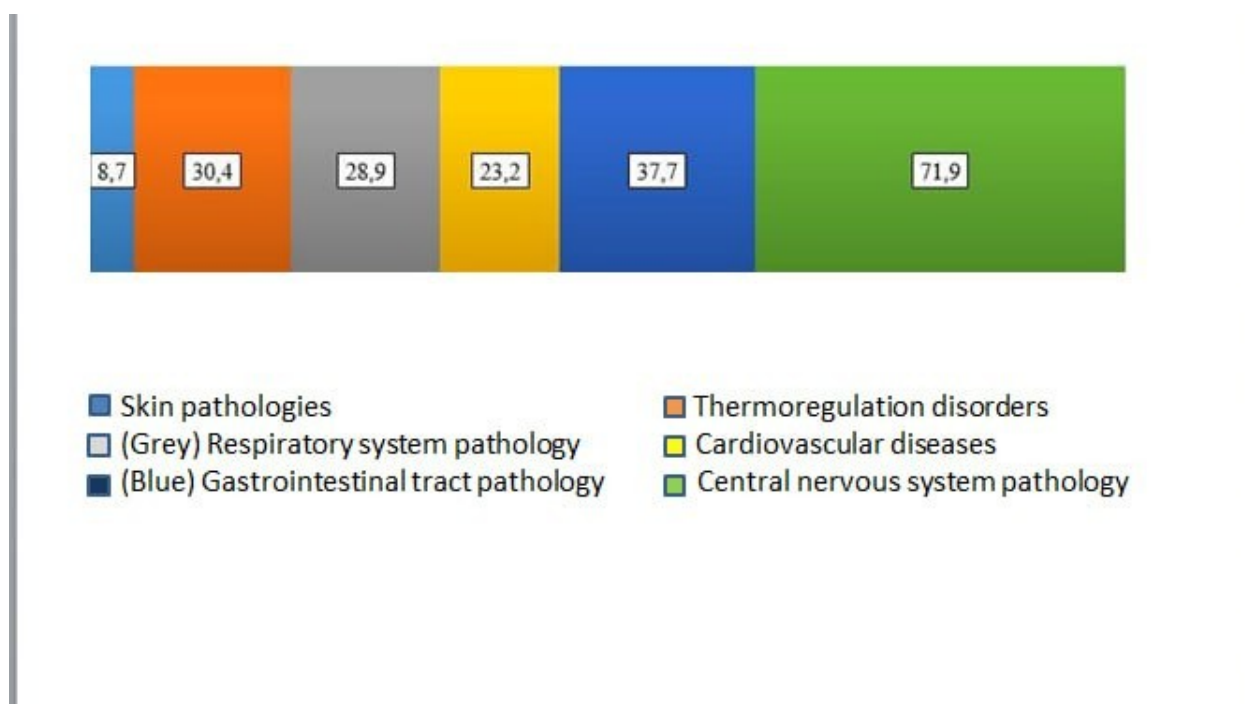 8,7 30,4 28,9 23,2 37,7 71,9
Skin pathologies Thermoregulation disorders
(Grey) Respiratory system pathology Cardiovascular diseases
(Blue) Gastrointestinal tract pathology Central nervous system pathology